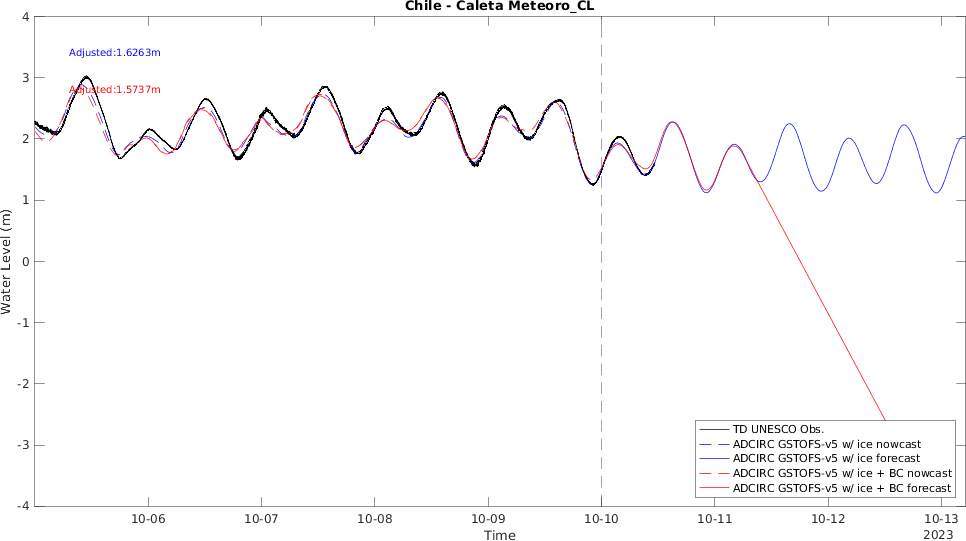 Chile - Caleta Meteoro_CL
4
Adjusted:1.6263m
3
Adjusted:1.5737m
2
1
0
-1
-2
-3
-4
Water Level (m)
TD UNESCO Obs.
ADCIRC GSTOFS-v5 w/ ice nowcast
ADCIRC GSTOFS-v5 w/ ice forecast
ADCIRC GSTOFS-v5 w/ ice + BC nowcast
ADCIRC GSTOFS-v5 w/ ice + BC forecast
10-06 10-07 10-08 10-09 10-10 10-11 10-12 10-13
2023
Time